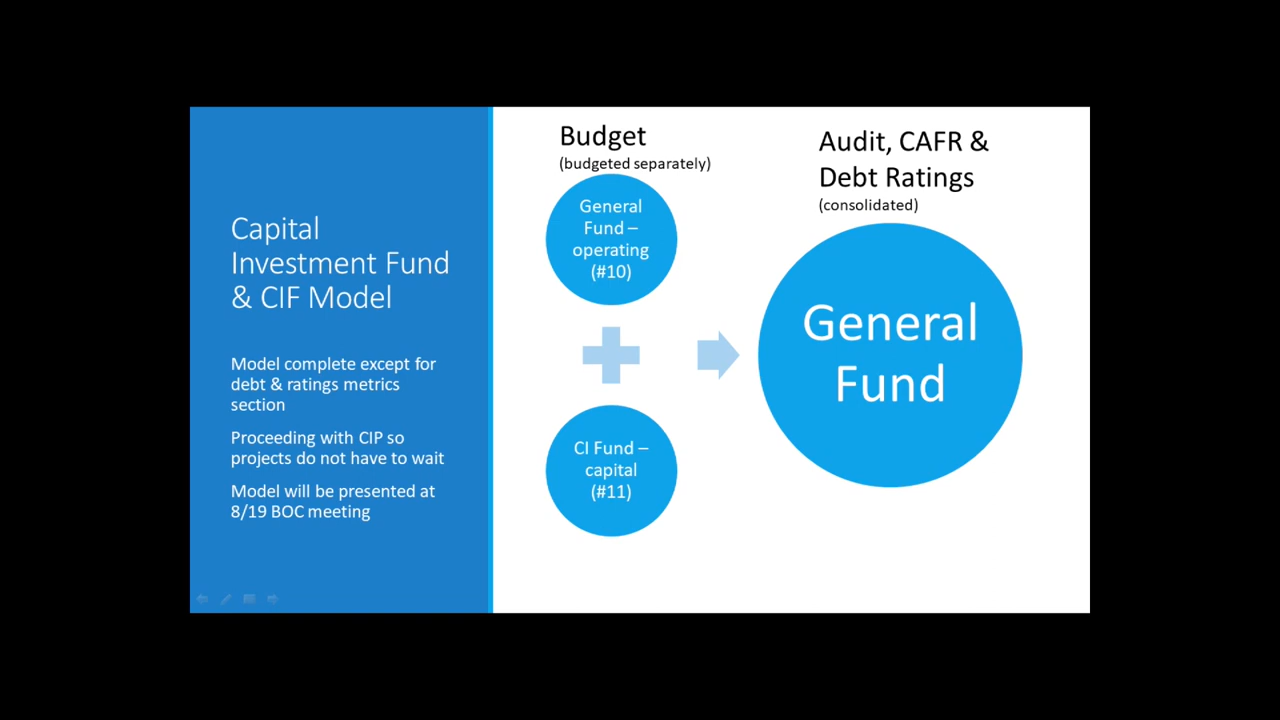 Capital
Investment Fund
& CIF Model
Model complete except for
debt & ratings metrics
section
Proceeding with CIP so
projects do not have to wait
Model will be presented at
8/19 BOC meeting
Budget
(budgeted separately)
General
Fund –
operating
(#10)
CI Fund –
capital
(#11)
Audit, CAFR &
Debt Ratings
(consolidated)
General
Fund